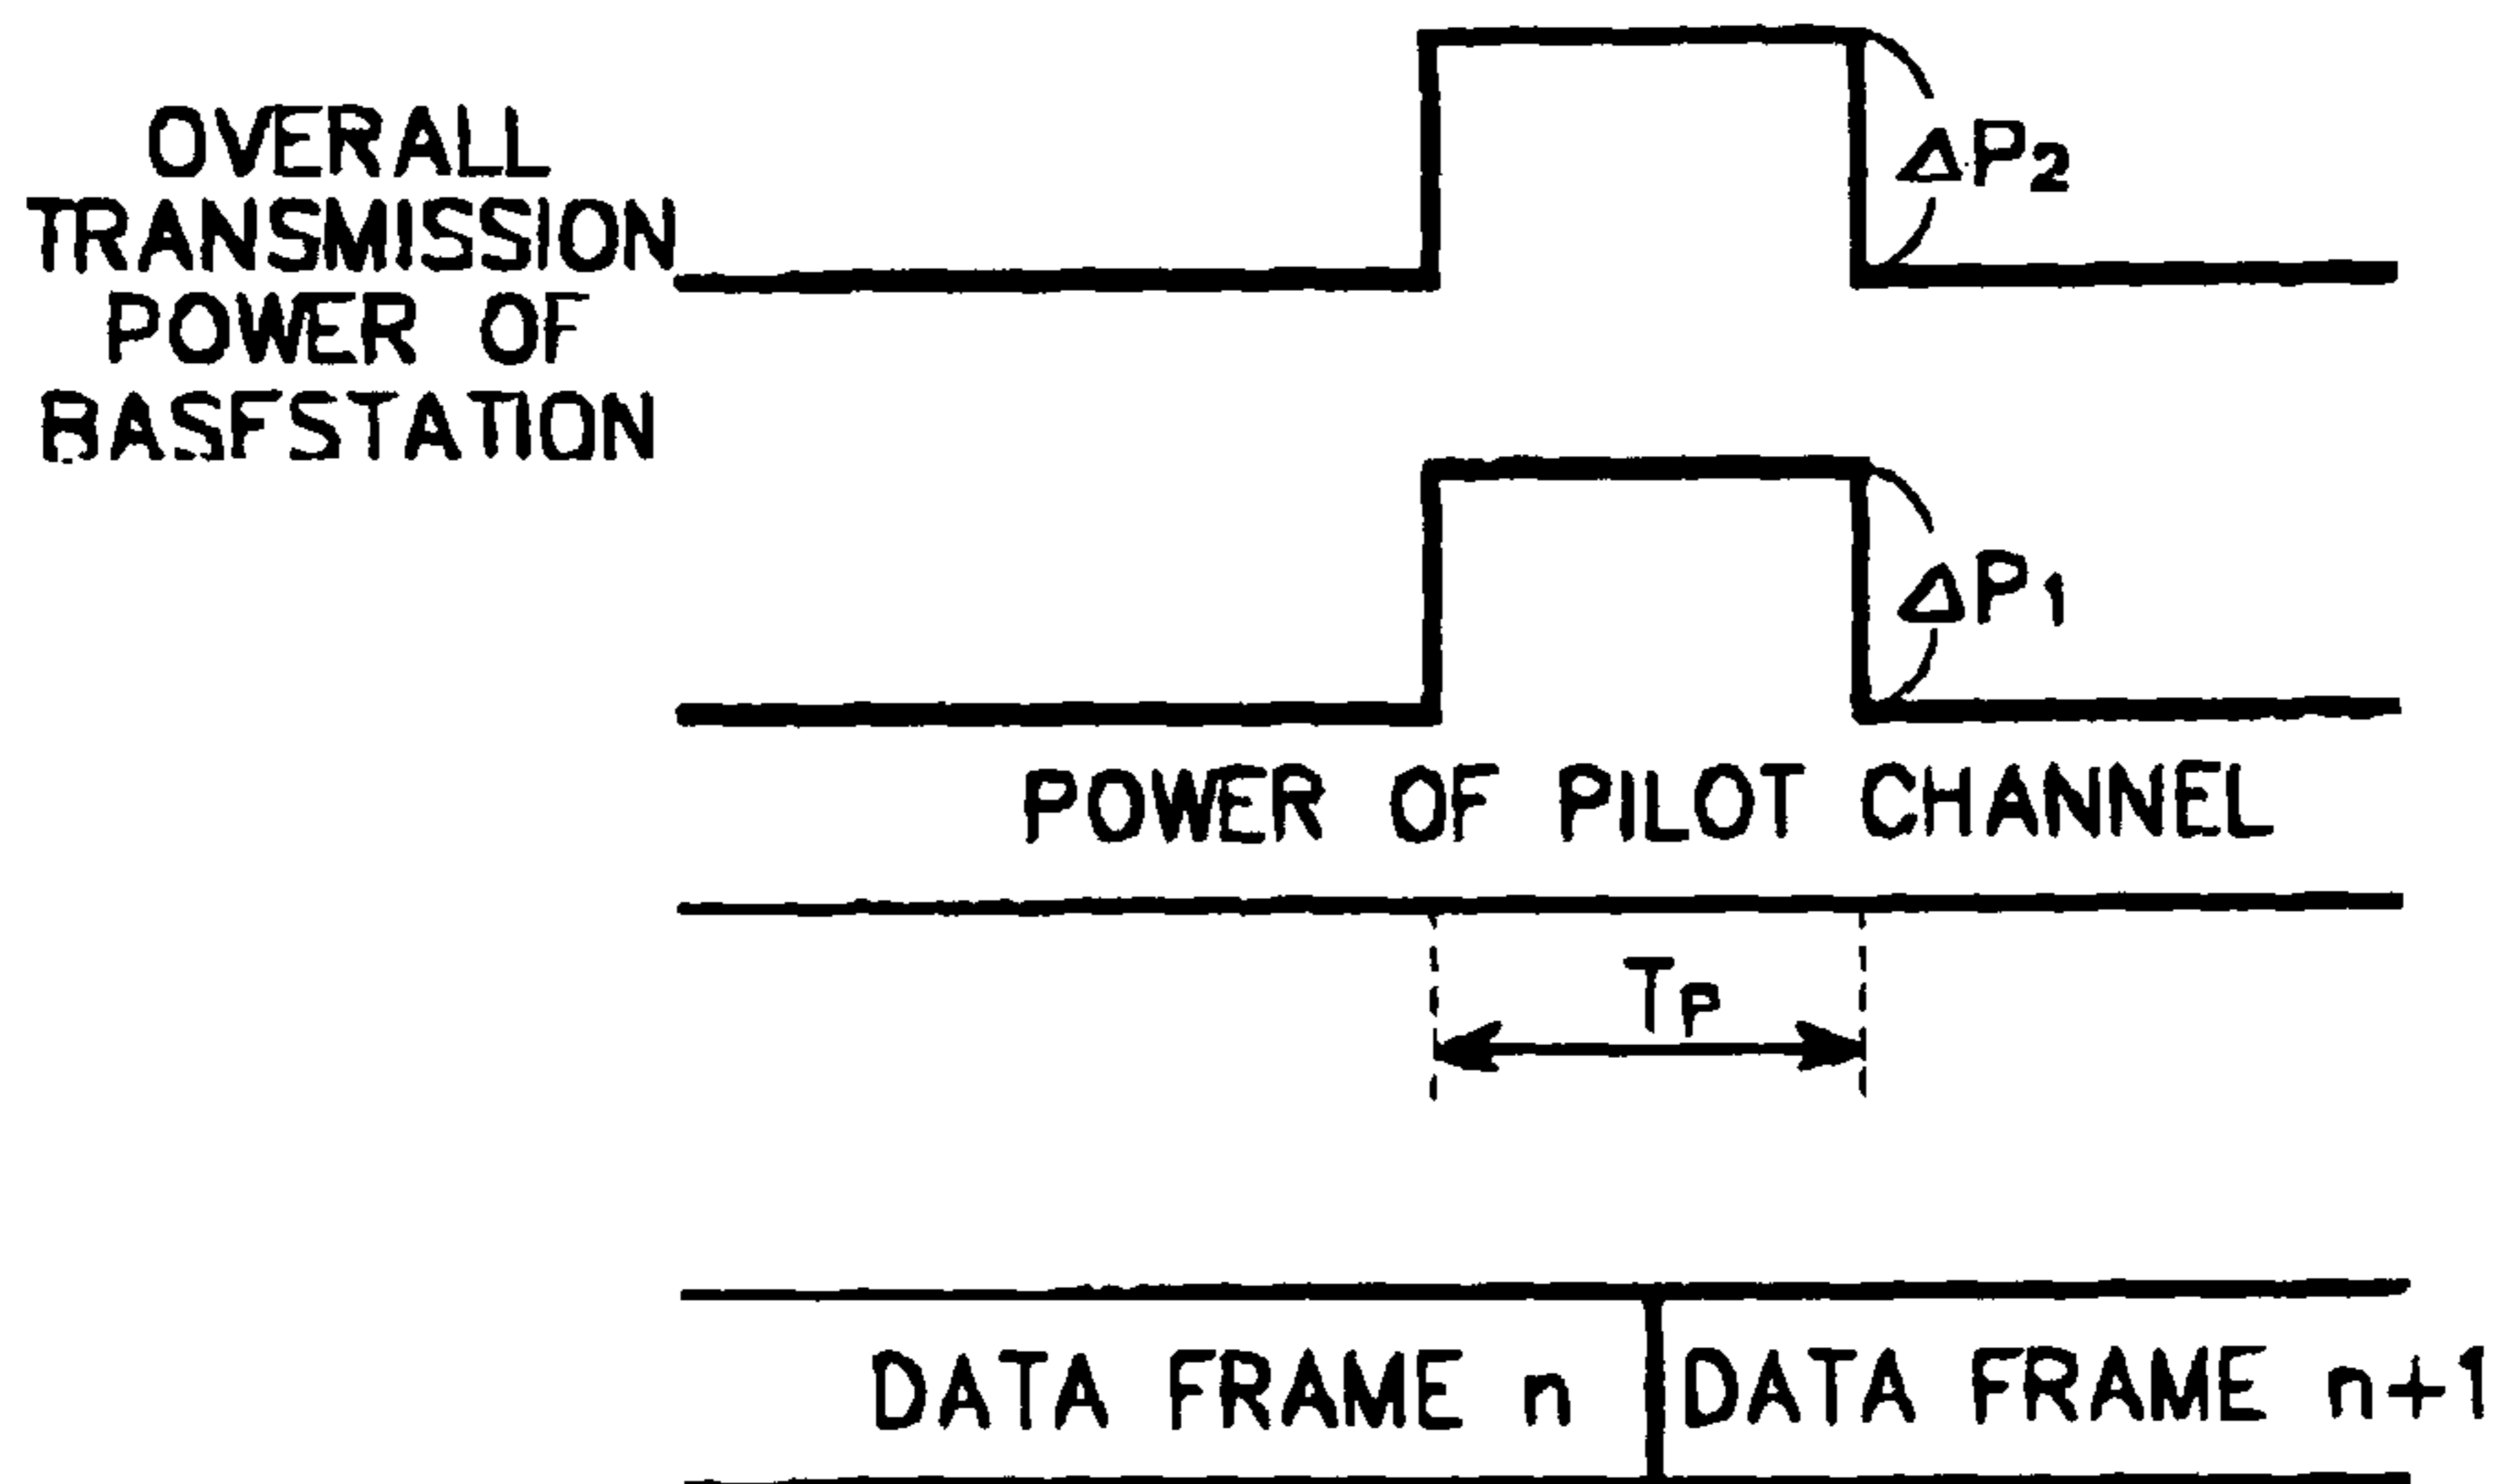 OVERALL
TRANSMISSION
POWER OF
BASFSTATION
ΔP2
ΔP1
POWER OF PILOT CHANNEL
TP
DATA FRAME n
DATA FRAME n+1